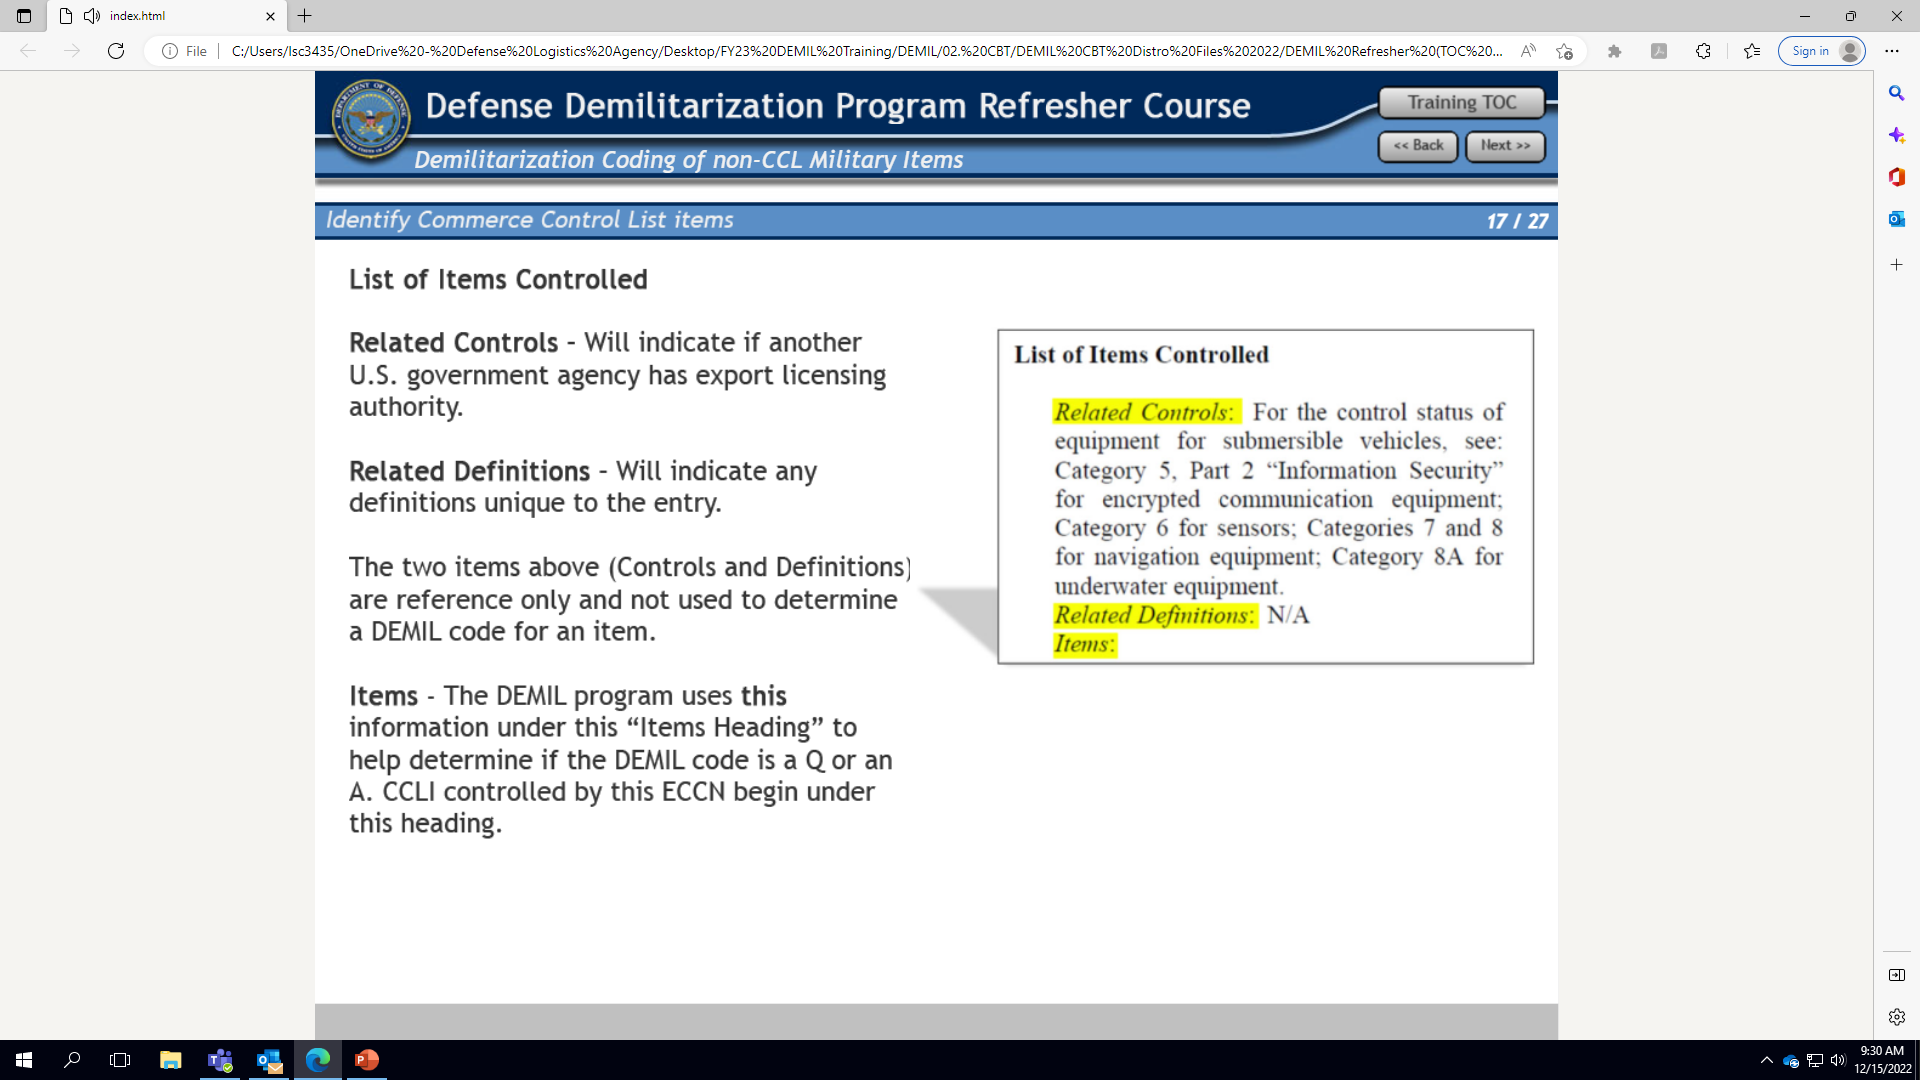 index.html
File
C:/Users/lsc3435/OneDrive%20-%20Defense%20Logistics%20Agency/Desktop/FY23%20DEMIL%20Training/DEMIL/02.%20CBT/DEMIL%20CBT%20Distro%20Files%202022/DEMIL%20Refresher%20(TOC%20...
Sign in
Defense Demilitarization Program Refresher Course
Training TOC
<< Back
Next >>
Demilitarization Coding of non-CCL Military Items
Identify Commerce Control List items
17 / 27
List of Items Controlled
Related Controls – Will indicate if another
U.S. government agency has export licensing
authority.
Related Definitions – Will indicate any
definitions unique to the entry.
The two items above (Controls and Definitions)
are reference only and not used to determine
a DEMIL code for an item.
Items - The DEMIL program uses this
information under this “Items Heading” to
help determine if the DEMIL code is a Q or an
A. CCLI controlled by this ECCN begin under
this heading.
List of Items Controlled
Related Controls: For the control status of
equipment for submersible vehicles, see:
Category 5, Part 2 “Information Security”
for encrypted communication equipment;
Category 6 for sensors; Categories 7 and 8
for navigation equipment; Category 8A for
underwater equipment.
Related Definitions: N/A
Items:
9:30 AM
12/15/2022